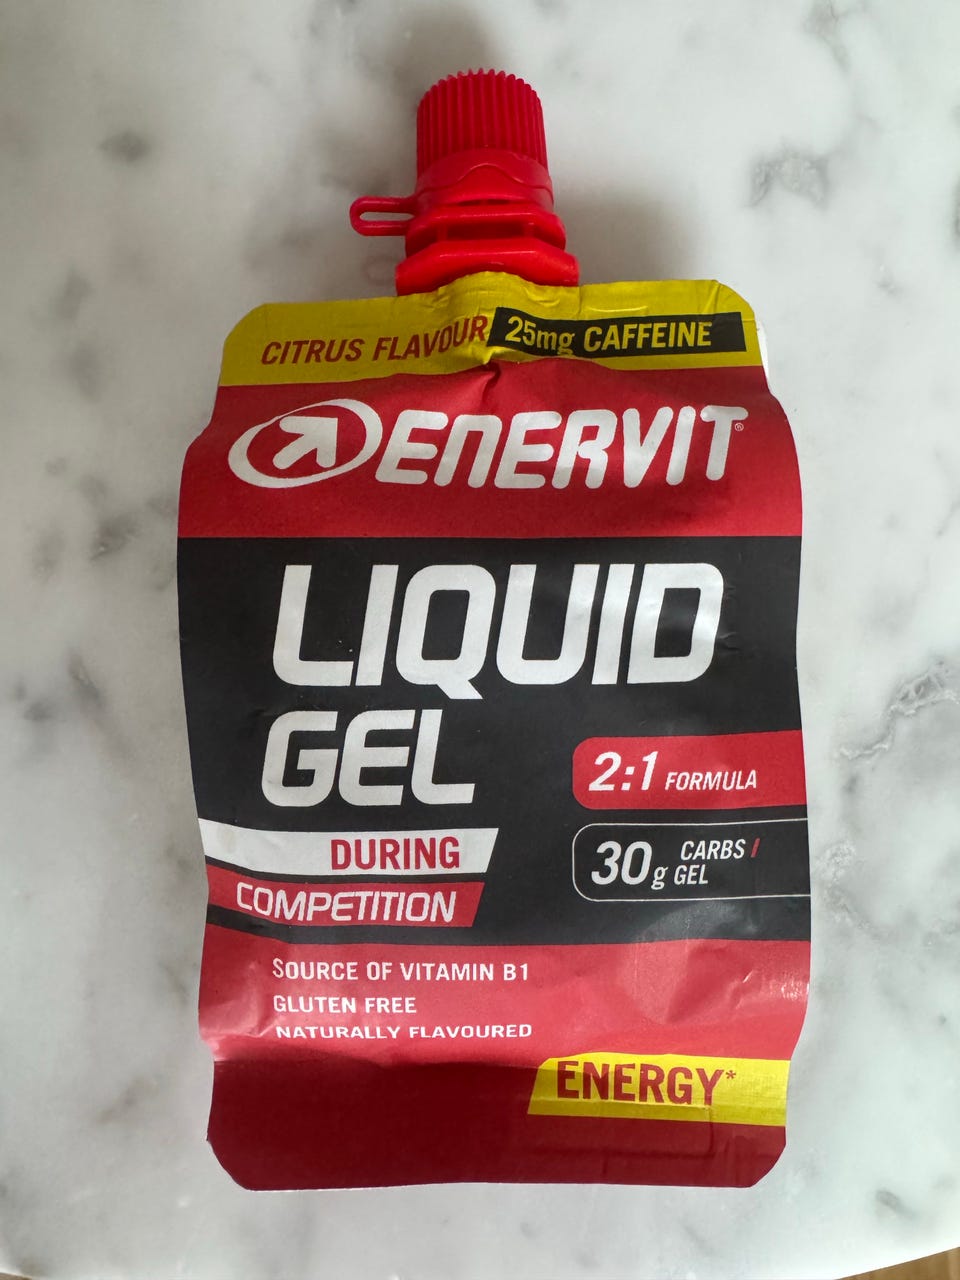 CITRUS FLAVOUR 25mg CAFFEINE
ENERVIT®
LIQUID
GEL
2:1 FORMULA
DURING
30g CARBS /
GEL
COMPETITION
SOURCE OF VITAMIN B1
GLUTEN FREE
NATURALLY FLAVOURED
ENERGY*